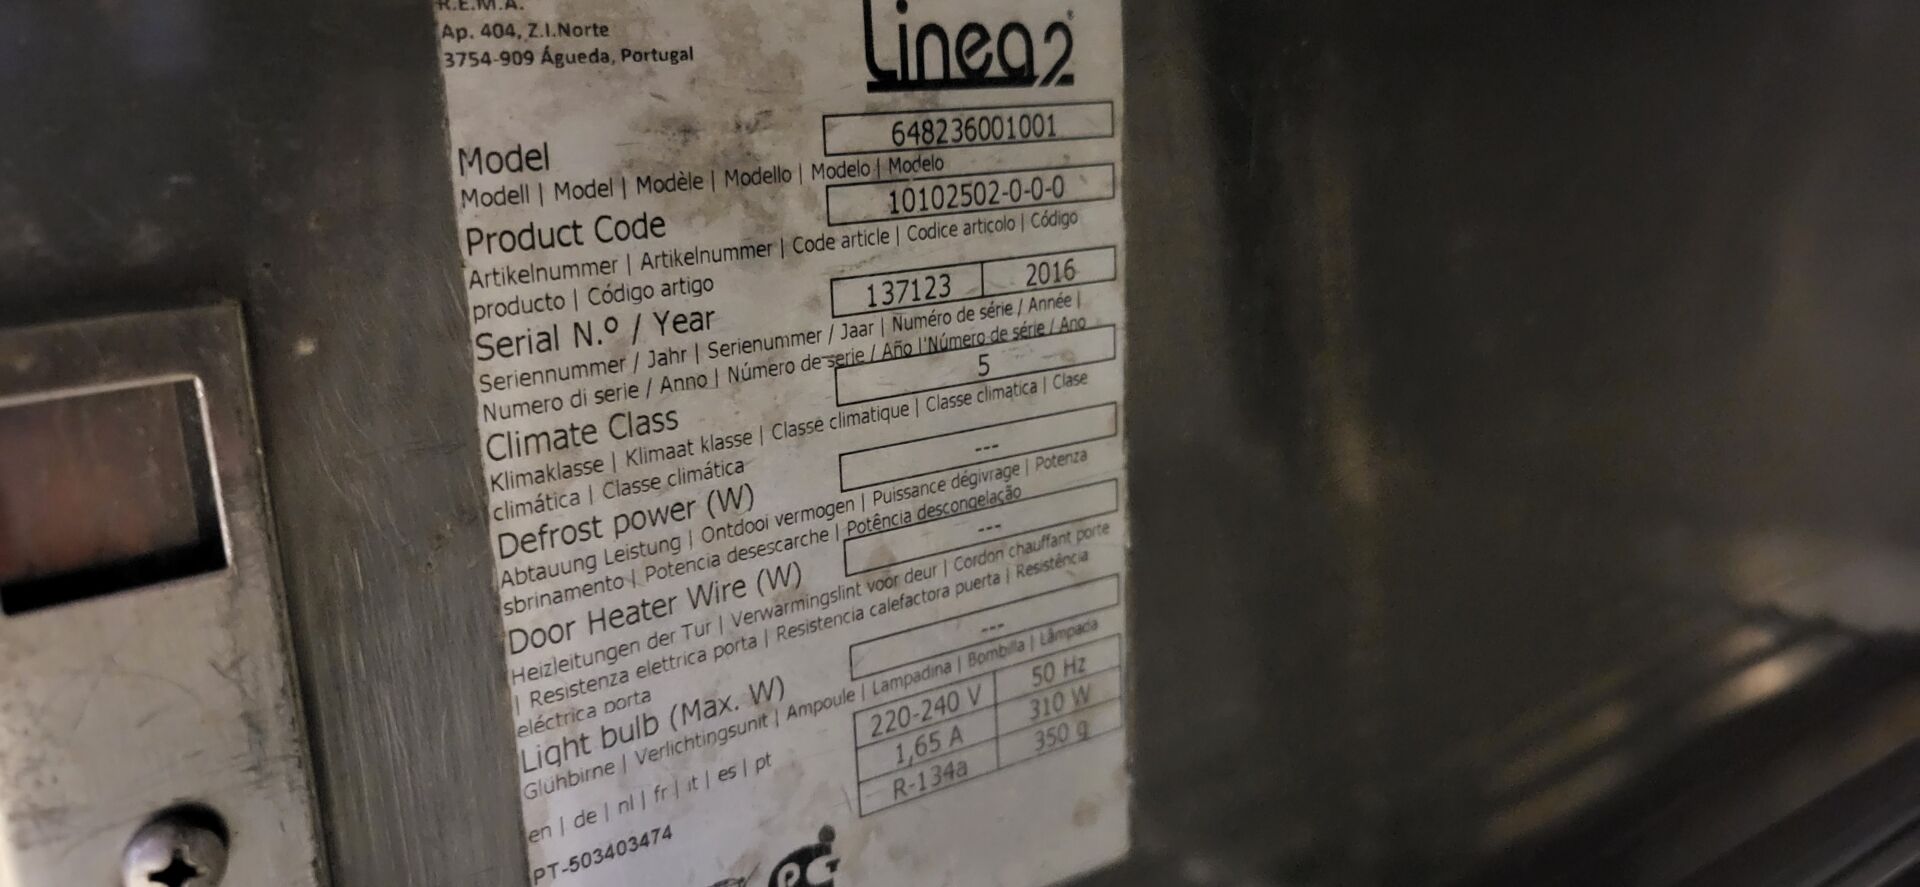 R.E.M.A.
Ap. 404, Z.I.Norte
3754-909 Águeda, Portugal
Linea2®
Model
648236001001
Modell | Model | Modèle | Modello | Modelo | Modelo
Product Code
10102502-0-0-0
Artikelnummer | Artikelnummer | Code article | Codice articolo | Código
producto | Código artigo
Serial N.º / Year
137123 2016
Seriennummer / Jahr | Serienummer / Jaar | Numéro de série / Année |
Numero di serie / Anno | Número de serie / Año | Número de série / Ano
Climate Class
5
Klimaklasse | Klimaat klasse | Classe climatique | Classe climatica | Clase
climática | Classe climática
Defrost power (W)
---
Abtauung Leistung | Ontdooi vermogen | Puissance dégivrage | Potenza
sbrinamento | Potencia desescarche | Potência descongelação
Door Heater Wire (W)
---
Heizleitungen der Tur | Verwarmingslint voor deur | Cordon chauffant porte
| Resistenza elettrica porta | Resistencia calefactora puerta | Resistência
eléctrica porta
Light bulb (Max. W)
---
Glühbirne | Verlichtingsunit | Ampoule | Lampadina | Bombilla | Lâmpada
220-240 V 50 Hz
1,65 A 310 W
R-134a 350 g
en | de | nl | fr | it | es | pt
PT-503403474